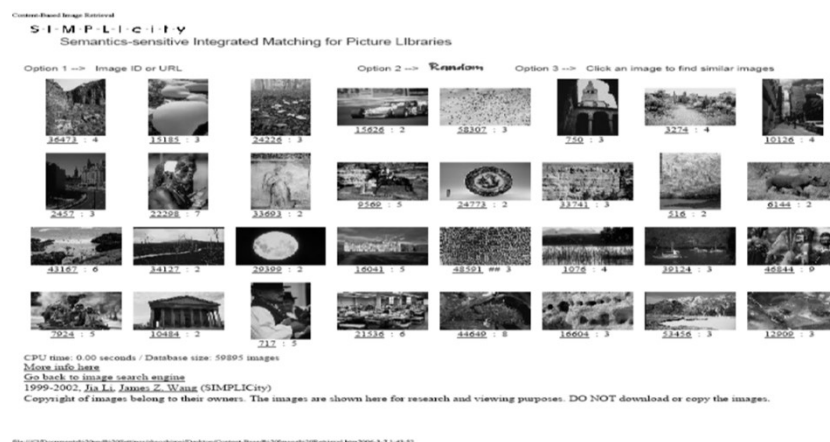 Content-Based Image Retrieval
S·I·M·P·L·I·c·i·t·y
Semantics-sensitive Integrated Matching for Picture LIbraries
Option 1 --> Image ID or URL Option 2 --> Random Option 3 --> Click an image to find similar images
36473 : 4 15185 : 3 24226 : 3 15626 : 2 58307 : 3 750 : 3 3274 : 4 10126 : 4
2457 : 3 22298 : 7 33693 : 2 9569 : 5 24773 : 2 33741 : 3 516 : 2 6144 : 2
43167 : 6 34127 : 2 29399 : 2 16041 : 5 48591 ## 3 1076 : 4 39124 : 3 46844 : 9
7924 : 5 10484 : 2 717 : 5 21536 : 6 44649 : 8 16604 : 3 53456 : 3 12909 : 3
CPU time: 0.00 seconds / Database size: 59895 images
More info here
Go back to image search engine
1999-2002, Jia Li, James Z. Wang (SIMPLICity)
Copyright of images belong to their owners. The images are shown here for research and viewing purposes. DO NOT download or copy the images.